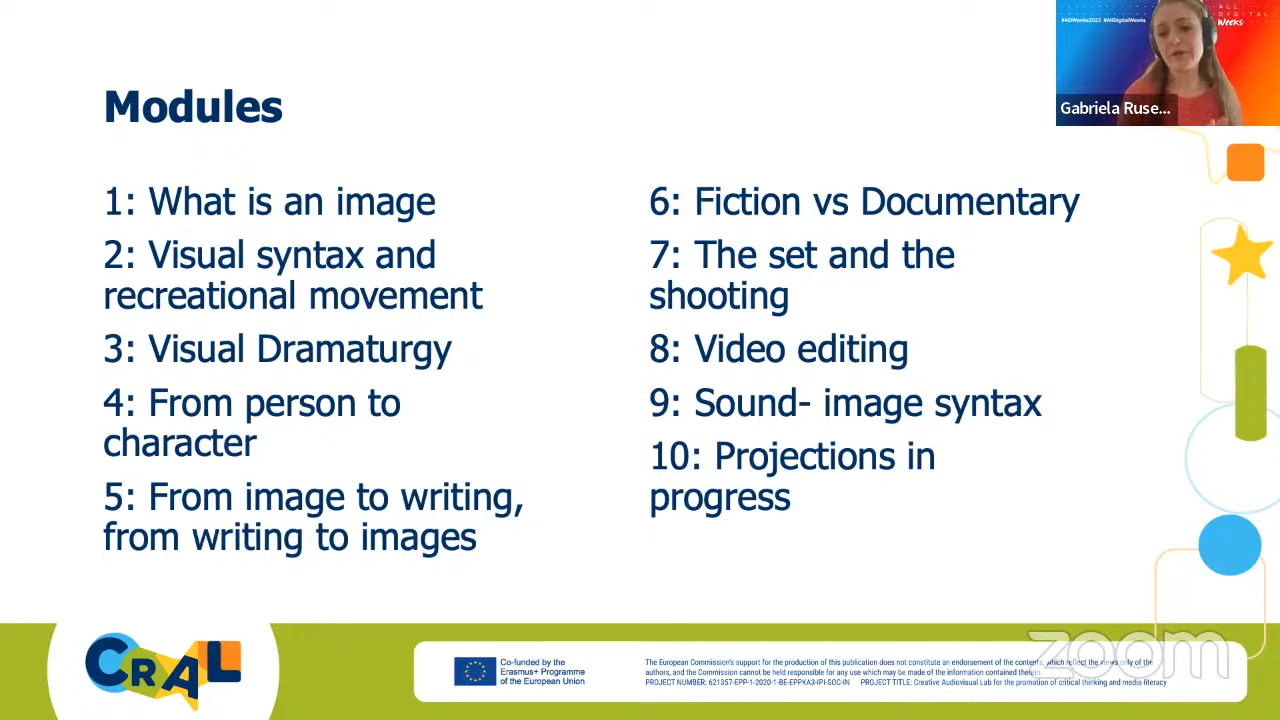 #ADWeeks2022 #AllDigitalWeeks
ALL
DIGITAL
Weeks
Gabriela Ruse...
Modules
1: What is an image
2: Visual syntax and
recreational movement
3: Visual Dramaturgy
4: From person to
character
5: From image to writing,
from writing to images
6: Fiction vs Documentary
7: The set and the
shooting
8: Video editing
9: Sound- image syntax
10: Projections in
progress
CRAL
Co-funded by the
Erasmus+ Programme
of the European Union
The European Commission's support for the production of this publication does not constitute an endorsement of the contents, which reflect the views only of the
authors, and the Commission cannot be held responsible for any use which may be made of the information contained therein.
PROJECT NUMBER: 621357-EPP-1-2020-1-BE-EPPKA3-IPI-SOC-IN PROJECT TITLE: Creative Audiovisual Lab for the promotion of critical thinking and media literacy
zoom